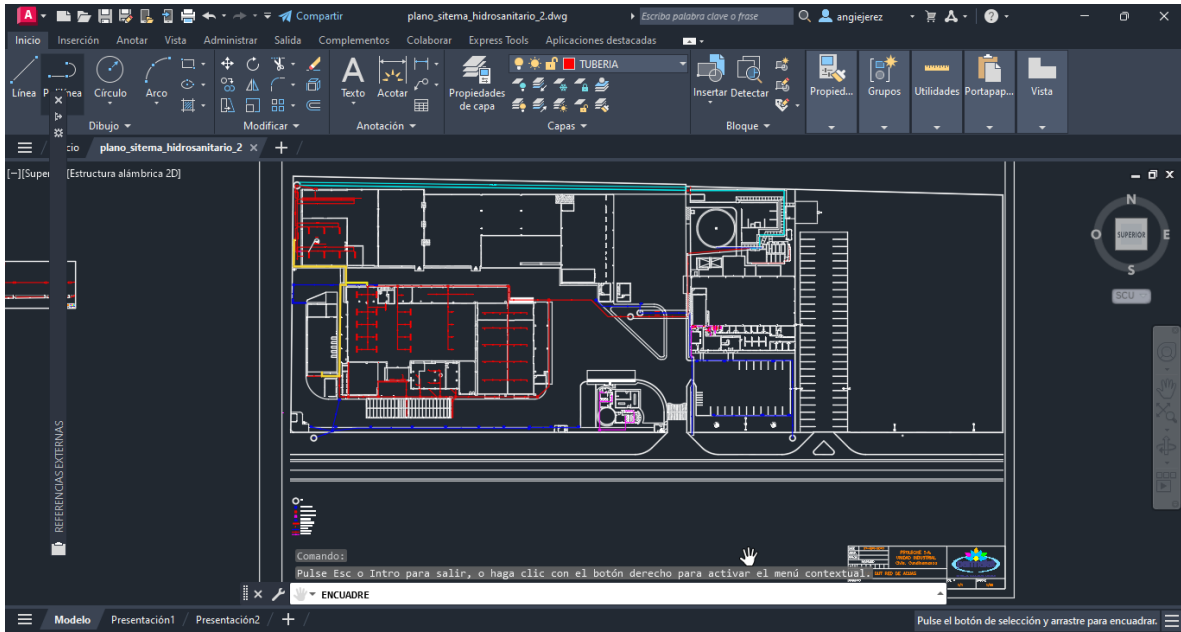 A Compartir plano_sitema_hidrosanitario_2.dwg Escriba palabra clave o frase angiejerez
Inicio Inserción Anotar Vista Administrar Salida Complementos Colaborar Express Tools Aplicaciones destacadas
TUBERIA
Línea Círculo Arco Texto Acotar Propiedades de capa Insertar Detectar Propied... Grupos Utilidades Portapap... Vista
Dibujo Modificar Anotación Capas Bloque
plano_sitema_hidrosanitario_2
[−][Super [Estructura alámbrica 2D]
N
O SUPERIOR E
S
SCU
REFERENCIAS EXTERNAS
Comando:
Pulse Esc o Intro para salir, o haga clic con el botón derecho para activar el menú contextual.
ENCUADRE
Modelo Presentación1 Presentación2
Pulse el botón de selección y arrastre para encuadrar.